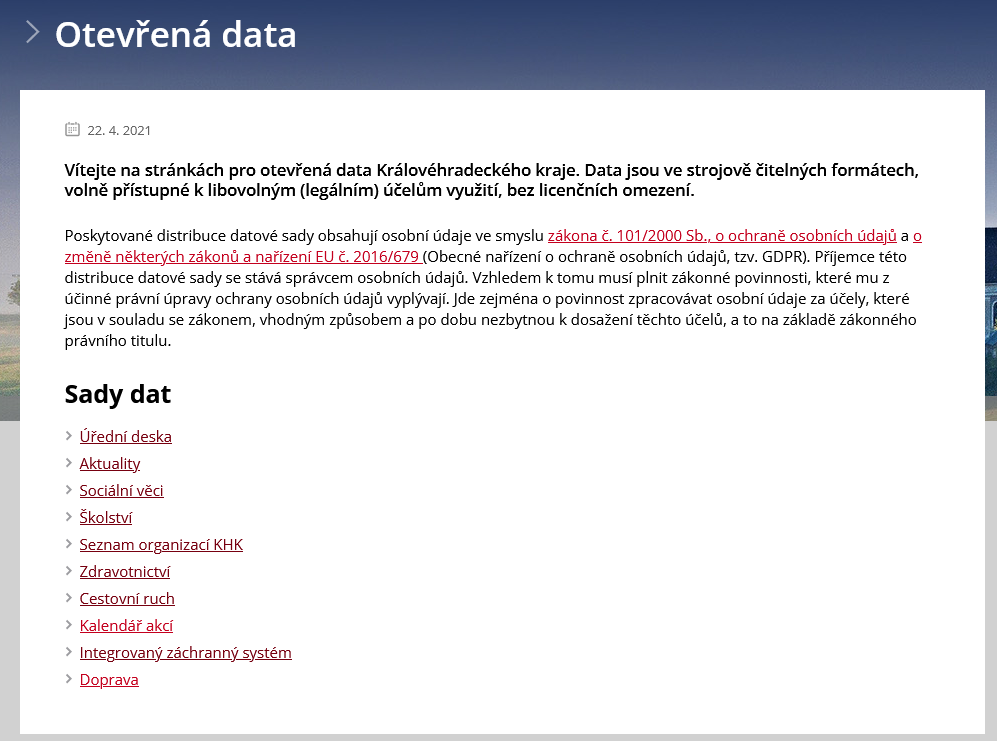 Otevřená data
22. 4. 2021
Vítejte na stránkách pro otevřená data Královéhradeckého kraje. Data jsou ve strojově čitelných formátech,
volně přístupné k libovolným (legálním) účelům využití, bez licenčních omezení.
Poskytované distribuce datové sady obsahují osobní údaje ve smyslu zákona č. 101/2000 Sb., o ochraně osobních údajů a o
změně některých zákonů a nařízení EU č. 2016/679 (Obecné nařízení o ochraně osobních údajů, tzv. GDPR). Příjemce této
distribuce datové sady se stává správcem osobních údajů. Vzhledem k tomu musí plnit zákonné povinnosti, které mu z
účinné právní úpravy ochrany osobních údajů vyplývají. Jde zejména o povinnost zpracovávat osobní údaje za účely, které
jsou v souladu se zákonem, vhodným způsobem a po dobu nezbytnou k dosažení těchto účelů, a to na základě zákonného
právního titulu.
Sady dat
Úřední deska
Aktuality
Sociální věci
Školství
Seznam organizací KHK
Zdravotnictví
Cestovní ruch
Kalendář akcí
Integrovaný záchranný systém
Doprava